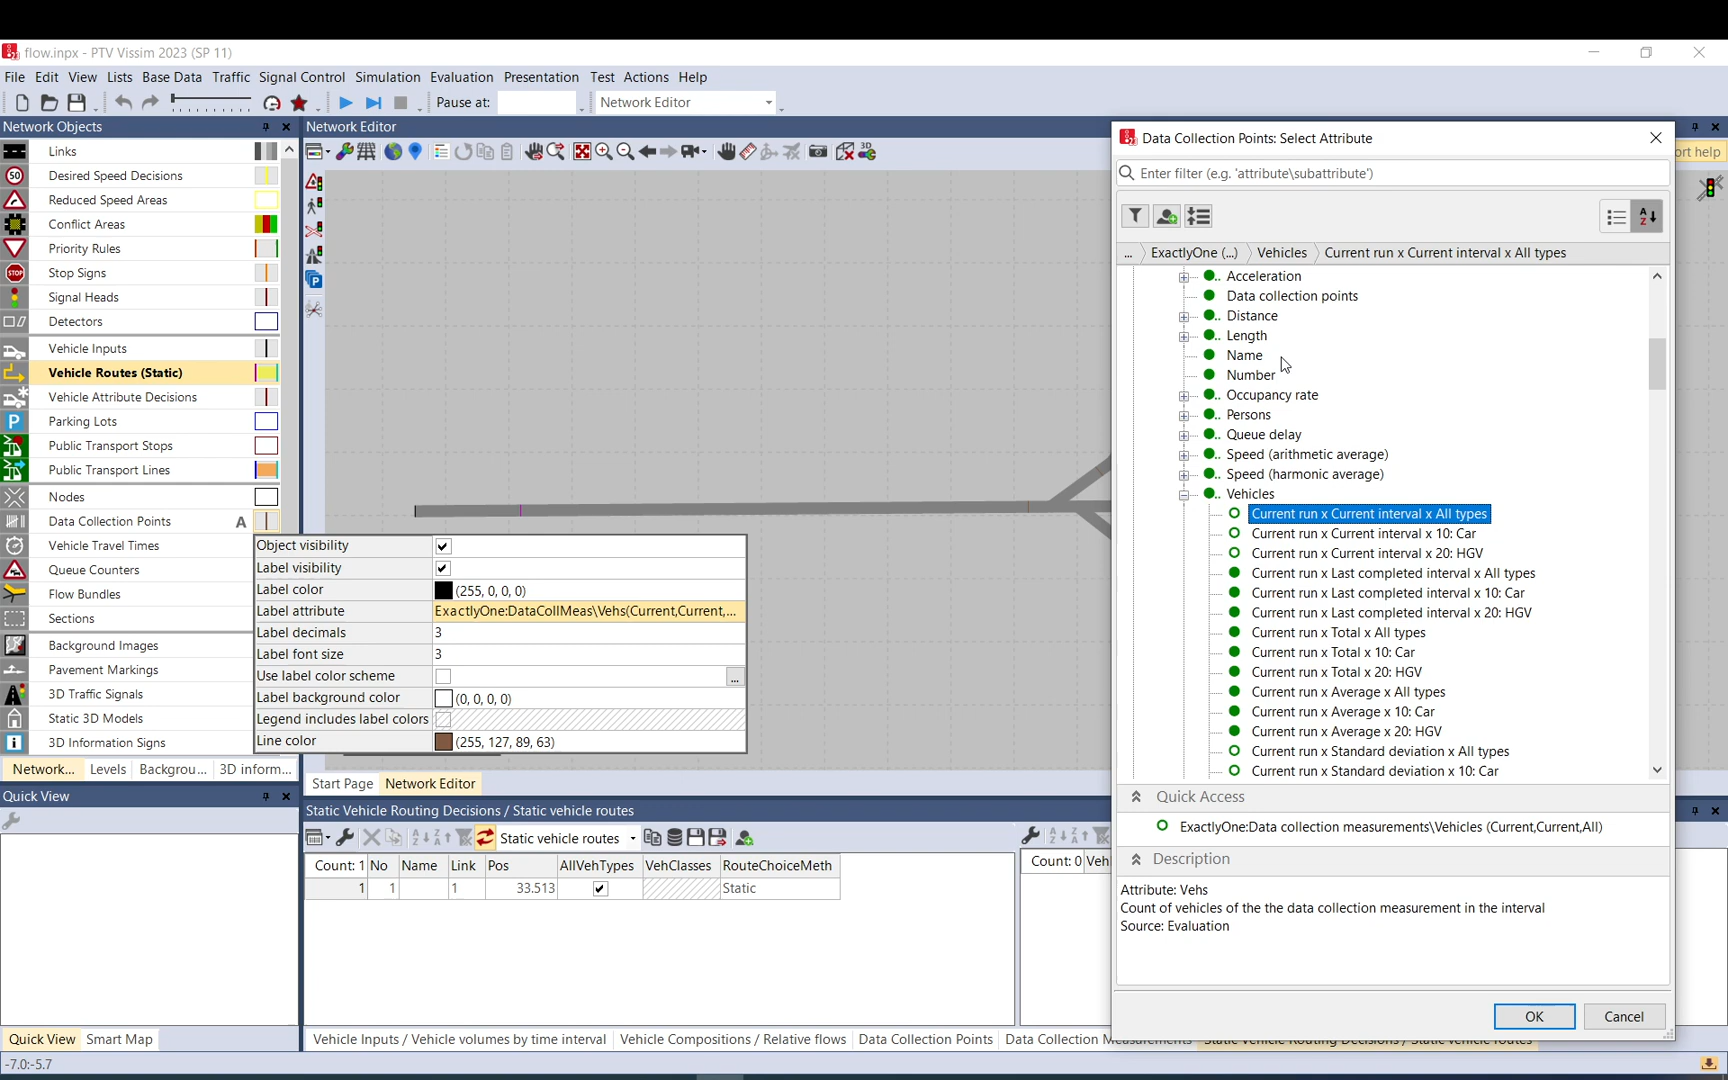 flow.inpx - PTV Vissim 2023 (SP 11)
File Edit View Lists Base Data Traffic Signal Control Simulation Evaluation Presentation Test Actions Help
Pause at: Network Editor
Network Objects
Links
Desired Speed Decisions
Reduced Speed Areas
Conflict Areas
Priority Rules
Stop Signs
Signal Heads
Detectors
Vehicle Inputs
Vehicle Routes (Static)
Vehicle Attribute Decisions
Parking Lots
Public Transport Stops
Public Transport Lines
Nodes
Data Collection Points A
Vehicle Travel Times
Queue Counters
Flow Bundles
Sections
Background Images
Pavement Markings
3D Traffic Signals
Static 3D Models
3D Information Signs
Network... Levels Backgrou... 3D inform...
Quick View
Quick View Smart Map
-7.0:-5.7
Network Editor
Object visibility
Label visibility
Label color (255, 0, 0, 0)
Label attribute ExactlyOne:DataCollMeas\Vehs(Current,Current,...
Label decimals 3
Label font size 3
Use label color scheme ...
Label background color (0, 0, 0, 0)
Legend includes label colors
Line color (255, 127, 89, 63)
Start Page Network Editor
Static Vehicle Routing Decisions / Static vehicle routes
Static vehicle routes
Count: 1 No Name Link Pos AllVehTypes VehClasses RouteChoiceMeth
1 1 1 33.513 Static
Count: 0 Veh
Vehicle Inputs / Vehicle volumes by time interval Vehicle Compositions / Relative flows Data Collection Points Data Collection Measurements Static Vehicle Routing Decisions / Static vehicle routes
Data Collection Points: Select Attribute
ort help
Enter filter (e.g. 'attribute\subattribute')
... ExactlyOne (...) Vehicles Current run x Current interval x All types
Acceleration
Data collection points
Distance
Length
Name
Number
Occupancy rate
Persons
Queue delay
Speed (arithmetic average)
Speed (harmonic average)
Vehicles
Current run x Current interval x All types
Current run x Current interval x 10: Car
Current run x Current interval x 20: HGV
Current run x Last completed interval x All types
Current run x Last completed interval x 10: Car
Current run x Last completed interval x 20: HGV
Current run x Total x All types
Current run x Total x 10: Car
Current run x Total x 20: HGV
Current run x Average x All types
Current run x Average x 10: Car
Current run x Average x 20: HGV
Current run x Standard deviation x All types
Current run x Standard deviation x 10: Car
Quick Access
ExactlyOne:Data collection measurements\Vehicles (Current,Current,All)
Description
Attribute: Vehs
Count of vehicles of the the data collection measurement in the interval
Source: Evaluation
OK Cancel